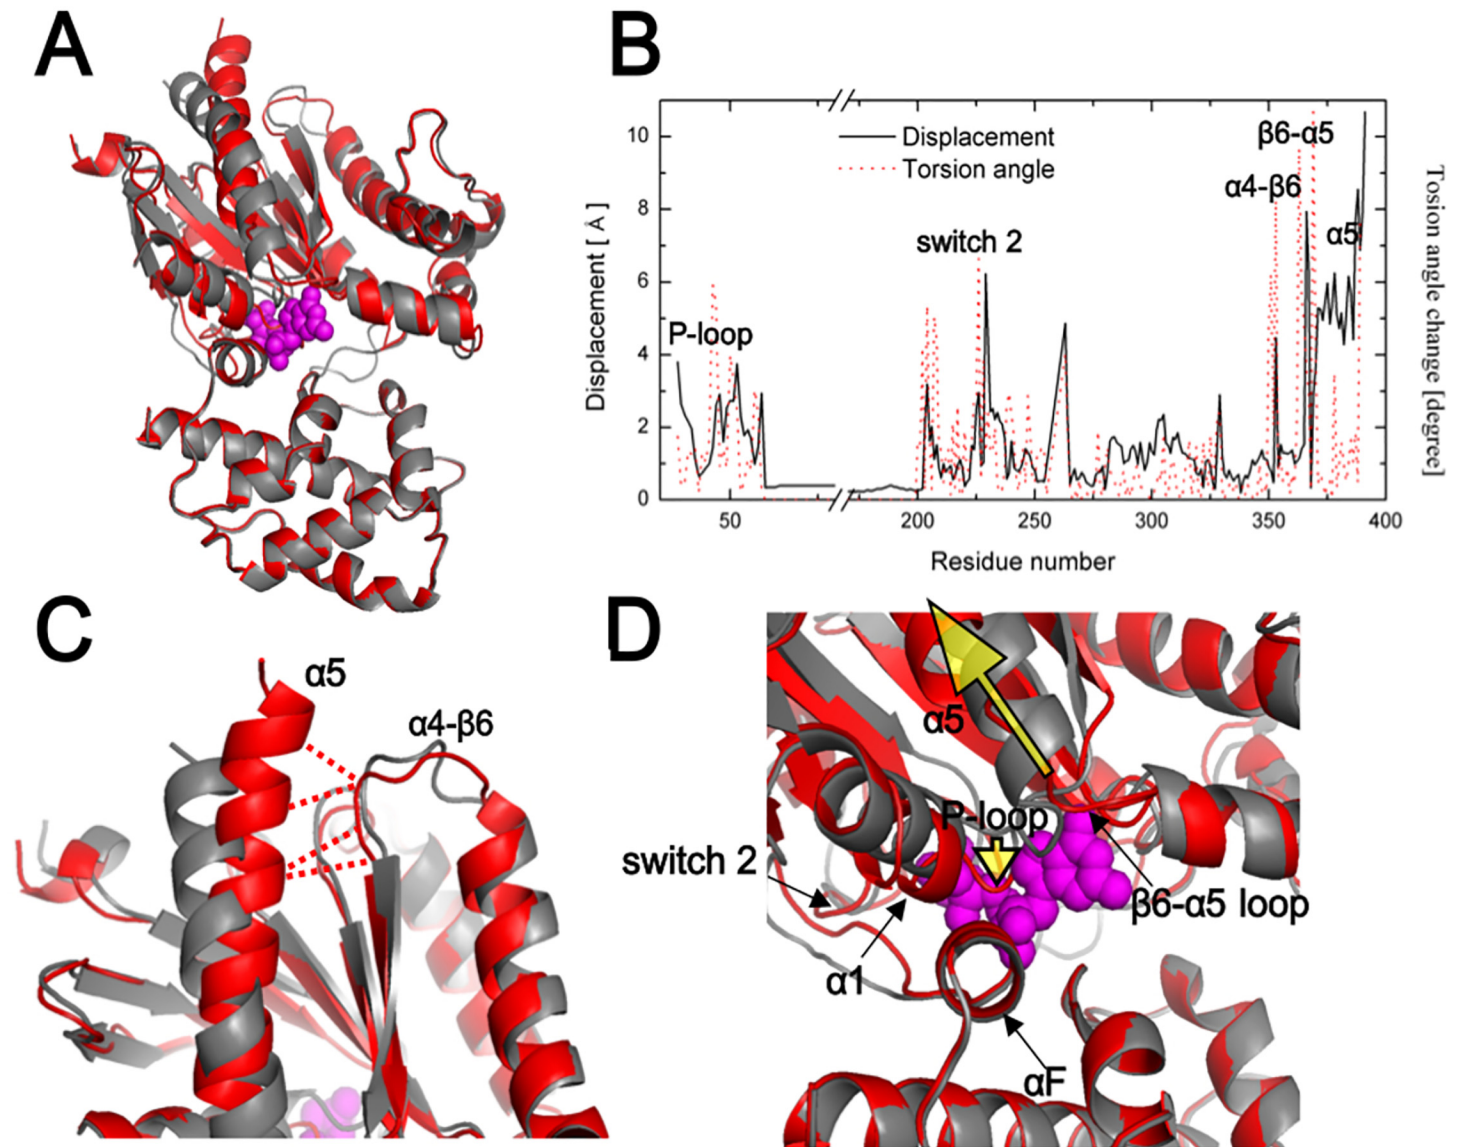 A
B
Displacement
Torsion angle
β6-α5
α4-β6
α5
switch 2
P-loop
10
8
6
4
2
0
50
200
250
300
350
400
Displacement [ Å ]
Residue number
Tosion angle change [degree]
C
α5
α4-β6
D
α5
P-loop
switch 2
β6-α5 loop
α1
αF